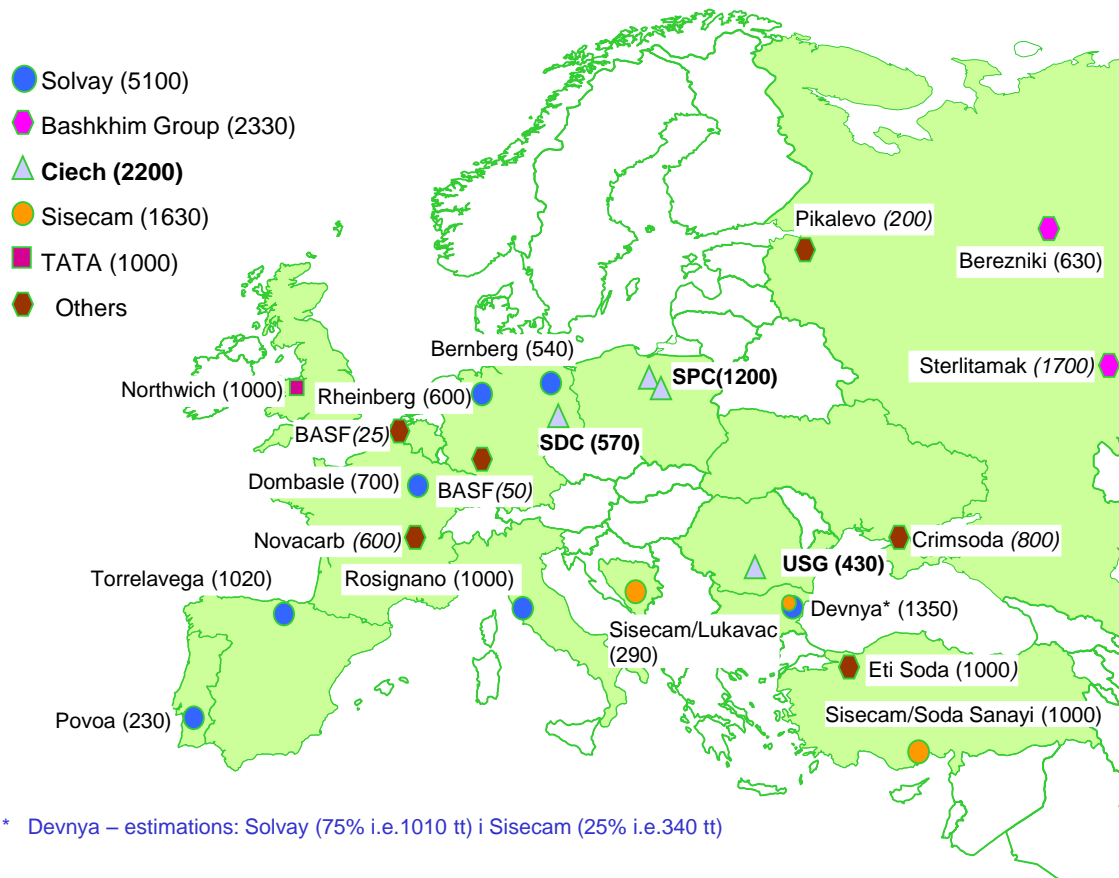 Solvay (5100)
Bashkhim Group (2330)
Ciech (2200)
Sisecam (1630)
TATA (1000)
Others
Pikalevo (200)
Berezniki (630)
Bernberg (540)
Sterlitamak (1700)
SPC(1200)
Northwich (1000)
Rheinberg (600)
BASF(25)
SDC (570)
Dombasle (700)
BASF(50)
Novacarb (600)
Crimsoda (800)
USG (430)
Torrelavega (1020)
Rosignano (1000)
Devnya* (1350)
Sisecam/Lukavac
(290)
Eti Soda (1000)
Povoa (230)
Sisecam/Soda Sanayi (1000)
* Devnya – estimations: Solvay (75% i.e.1010 tt) i Sisecam (25% i.e.340 tt)